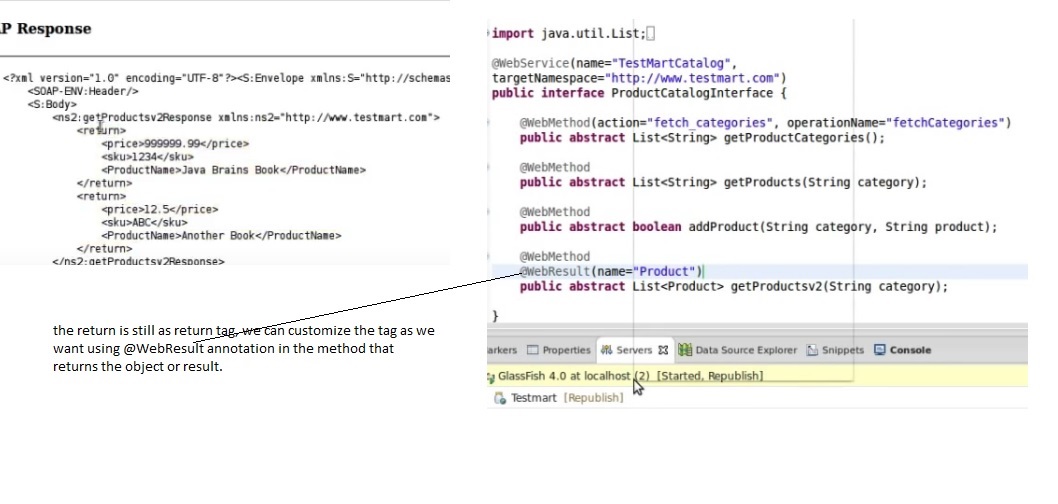 P Response
<?xml version="1.0" encoding="UTF-8"?><S:Envelope xmlns:S="http://schemas
<SOAP-ENV:Header/>
<S:Body>
<ns2:getProductsv2Response xmlns:ns2="http://www.testmart.com">
<return>
<price>999999.99</price>
<sku>1234</sku>
<ProductName>Java Brains Book</ProductName>
</return>
<return>
<price>12.5</price>
<sku>ABC</sku>
<ProductName>Another Book</ProductName>
</return>
</ns2:getProductsv2Response>
the return is still as return tag, we can customize the tag as we
want using @WebResult annotation in the method that
returns the object or result.
import java.util.List;
@WebService(name="TestMartCatalog",
targetNamespace="http://www.testmart.com")
public interface ProductCatalogInterface {
@WebMethod(action="fetch_categories", operationName="fetchCategories")
public abstract List<String> getProductCategories();
@WebMethod
public abstract List<String> getProducts(String category);
@WebMethod
public abstract boolean addProduct(String category, String product);
@WebMethod
@WebResult(name="Product")
public abstract List<Product> getProductsv2(String category);
}
arkers Properties Servers Data Source Explorer Snippets Console
GlassFish 4.0 at localhost (2) [Started, Republish]
Testmart [Republish]